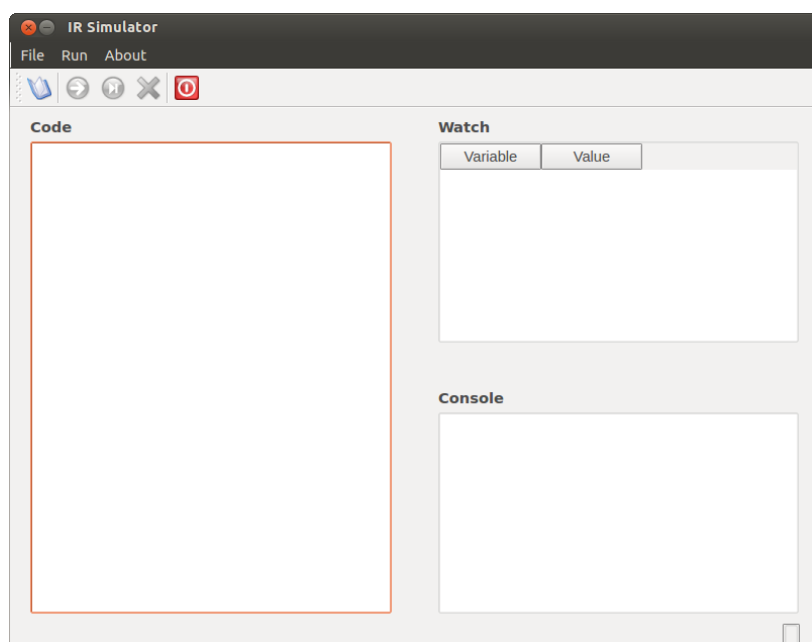 IR Simulator
File Run About
Code
Watch
Variable Value
Console